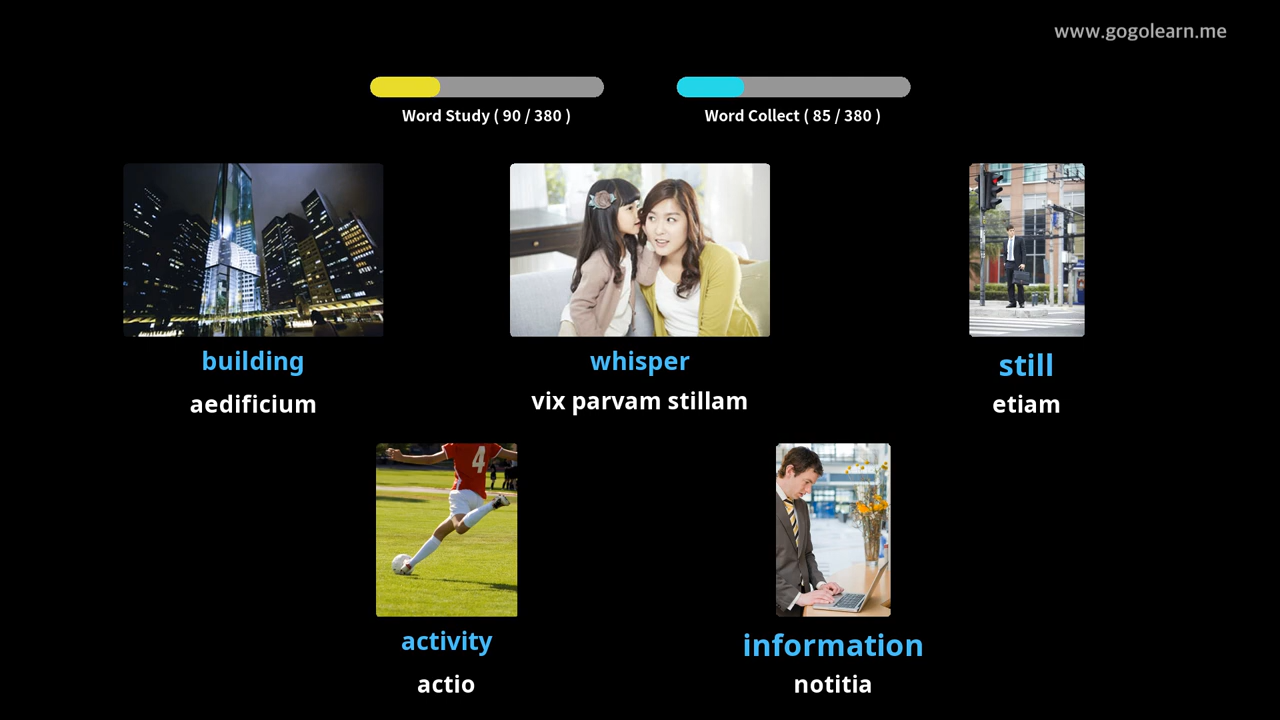 www.gogolearn.me
Word Study ( 90 / 380 )
Word Collect ( 85 / 380 )
building
whisper
still
aedificium
vix parvam stillam
etiam
4
activity
information
actio
notitia